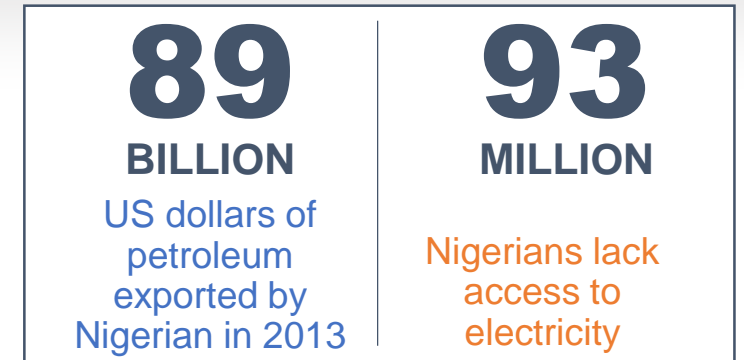 89
BILLION
US dollars of
petroleum
exported by
Nigerian in 2013
93
MILLION
Nigerians lack
access to
electricity